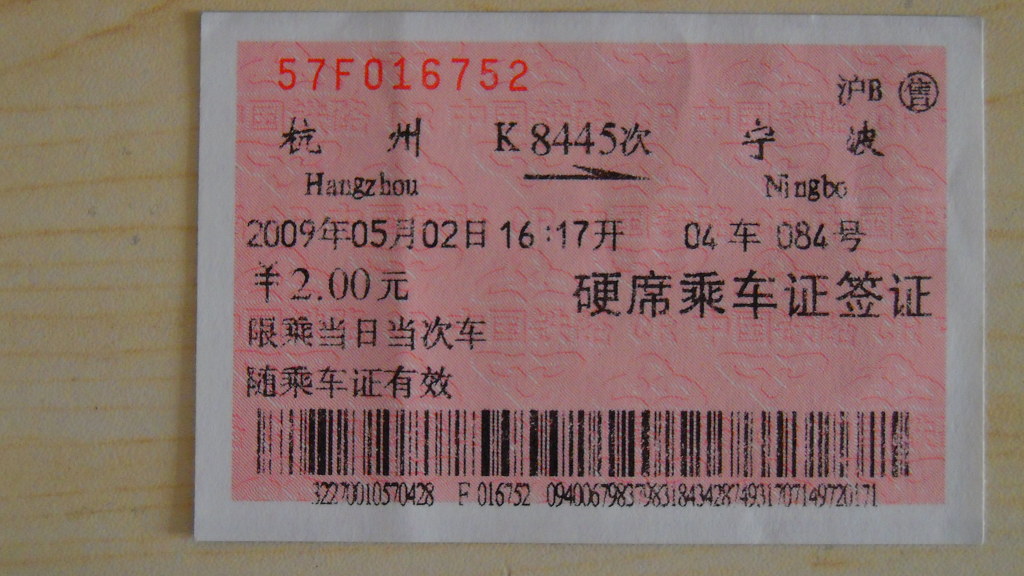 57F016752
沪B 售
杭州 K8445次 宁波
Hangzhou Ningbo
2009年05月02日 16:17开 04车 084号
¥2.00元 硬席乘车证签证
限乘当日当次车
随乘车证有效
32270010570428 F 016752